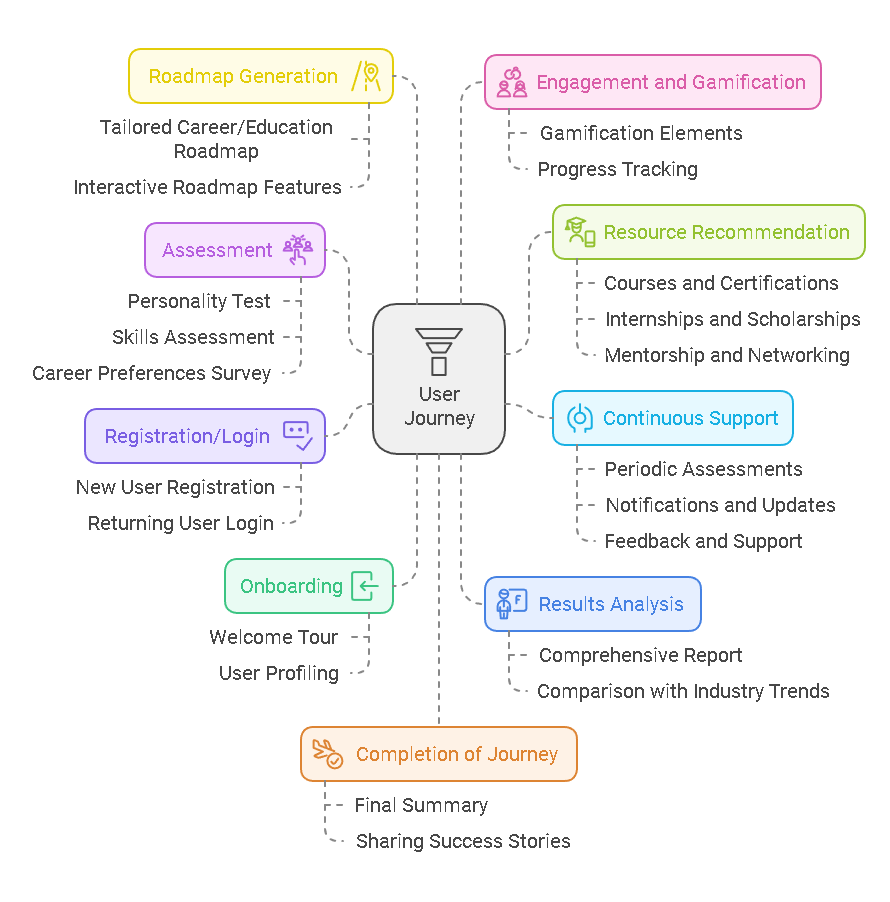 Roadmap Generation
Tailored Career/Education
Roadmap
Interactive Roadmap Features
Assessment
Personality Test
Skills Assessment
Career Preferences Survey
Registration/Login
New User Registration
Returning User Login
Onboarding
Welcome Tour
User Profiling
User
Journey
Engagement and Gamification
Gamification Elements
Progress Tracking
Resource Recommendation
Courses and Certifications
Internships and Scholarships
Mentorship and Networking
Continuous Support
Periodic Assessments
Notifications and Updates
Feedback and Support
F
Results Analysis
Comprehensive Report
Comparison with Industry Trends
Completion of Journey
Final Summary
Sharing Success Stories